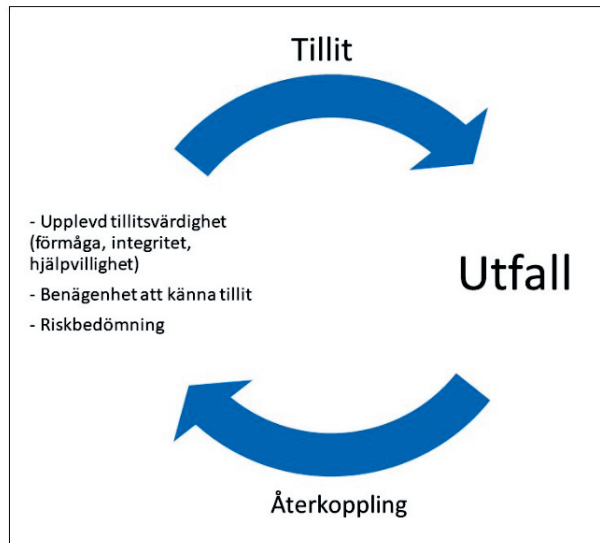 Tillit
- Upplevd tillitsvärdighet
(förmåga, integritet,
hjälpvillighet)
- Benägenhet att känna tillit
- Riskbedömning
Utfall
Återkoppling